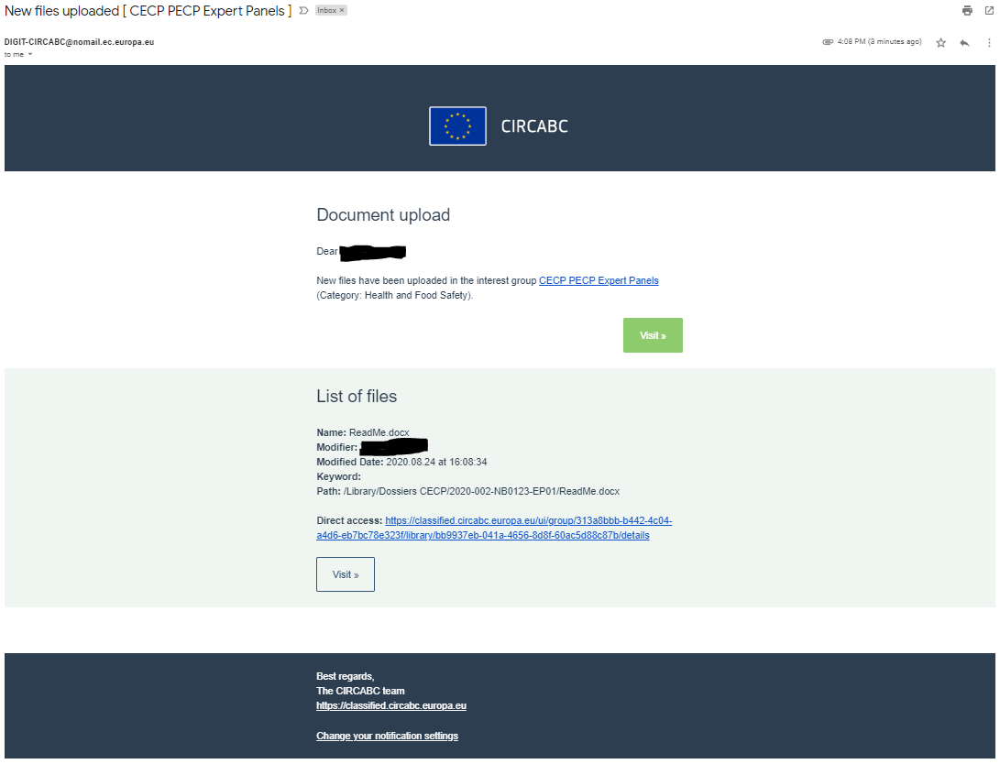 New files uploaded [ CECP PECP Expert Panels ] Inbox ×
DIGIT-CIRCABC@nomail.ec.europa.eu
4:08 PM (3 minutes ago)
to me
CIRCABC
Document upload
Dear
New files have been uploaded in the interest group CECP PECP Expert Panels
(Category: Health and Food Safety).
Visit »
List of files
Name: ReadMe.docx
Modifier:
Modified Date: 2020.08.24 at 16:08:34
Keyword:
Path: /Library/Dossiers CECP/2020-002-NB0123-EP01/ReadMe.docx
Direct access: https://classified.circabc.europa.eu/ui/group/313a8bbb-b442-4c04-
a4d6-eb7bc78e323f/library/bb9937eb-041a-4656-8d8f-60ac5d88c87b/details
Visit »
Best regards,
The CIRCABC team
https://classified.circabc.europa.eu
Change your notification settings